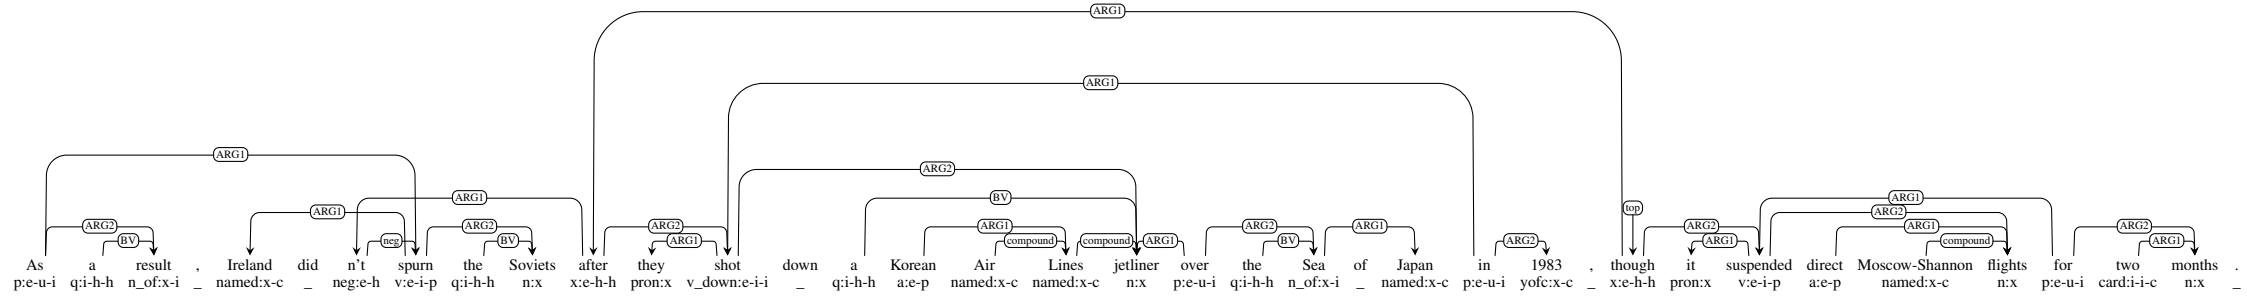 ARG1
ARG1
ARG1
ARG2
ARG1 BV ARG1
ARG1 top ARG2
ARG2 ARG2 ARG2 ARG1 ARG2 ARG1 ARG2 ARG1 ARG2
BV neg BV ARG1 compound compound ARG1 BV ARG2 ARG1 compound ARG1
As a result , Ireland did n't spurn the Soviets after they shot down a Korean Air Lines jetliner over the Sea of Japan in 1983 , though it suspended direct Moscow-Shannon flights for two months .
p:e-u-i q:i-h-h n_of:x-i _ named:x-c _ neg:e-h v:e-i-p q:i-h-h n:x x:e-h-h pron:x v_down:e-i-i _ q:i-h-h a:e-p named:x-c named:x-c n:x p:e-u-i q:i-h-h n_of:x-i _ named:x-c p:e-u-i yofc:x-c _ x:e-h-h pron:x v:e-i-p a:e-p named:x-c n:x p:e-u-i card:i-i-c n:x _